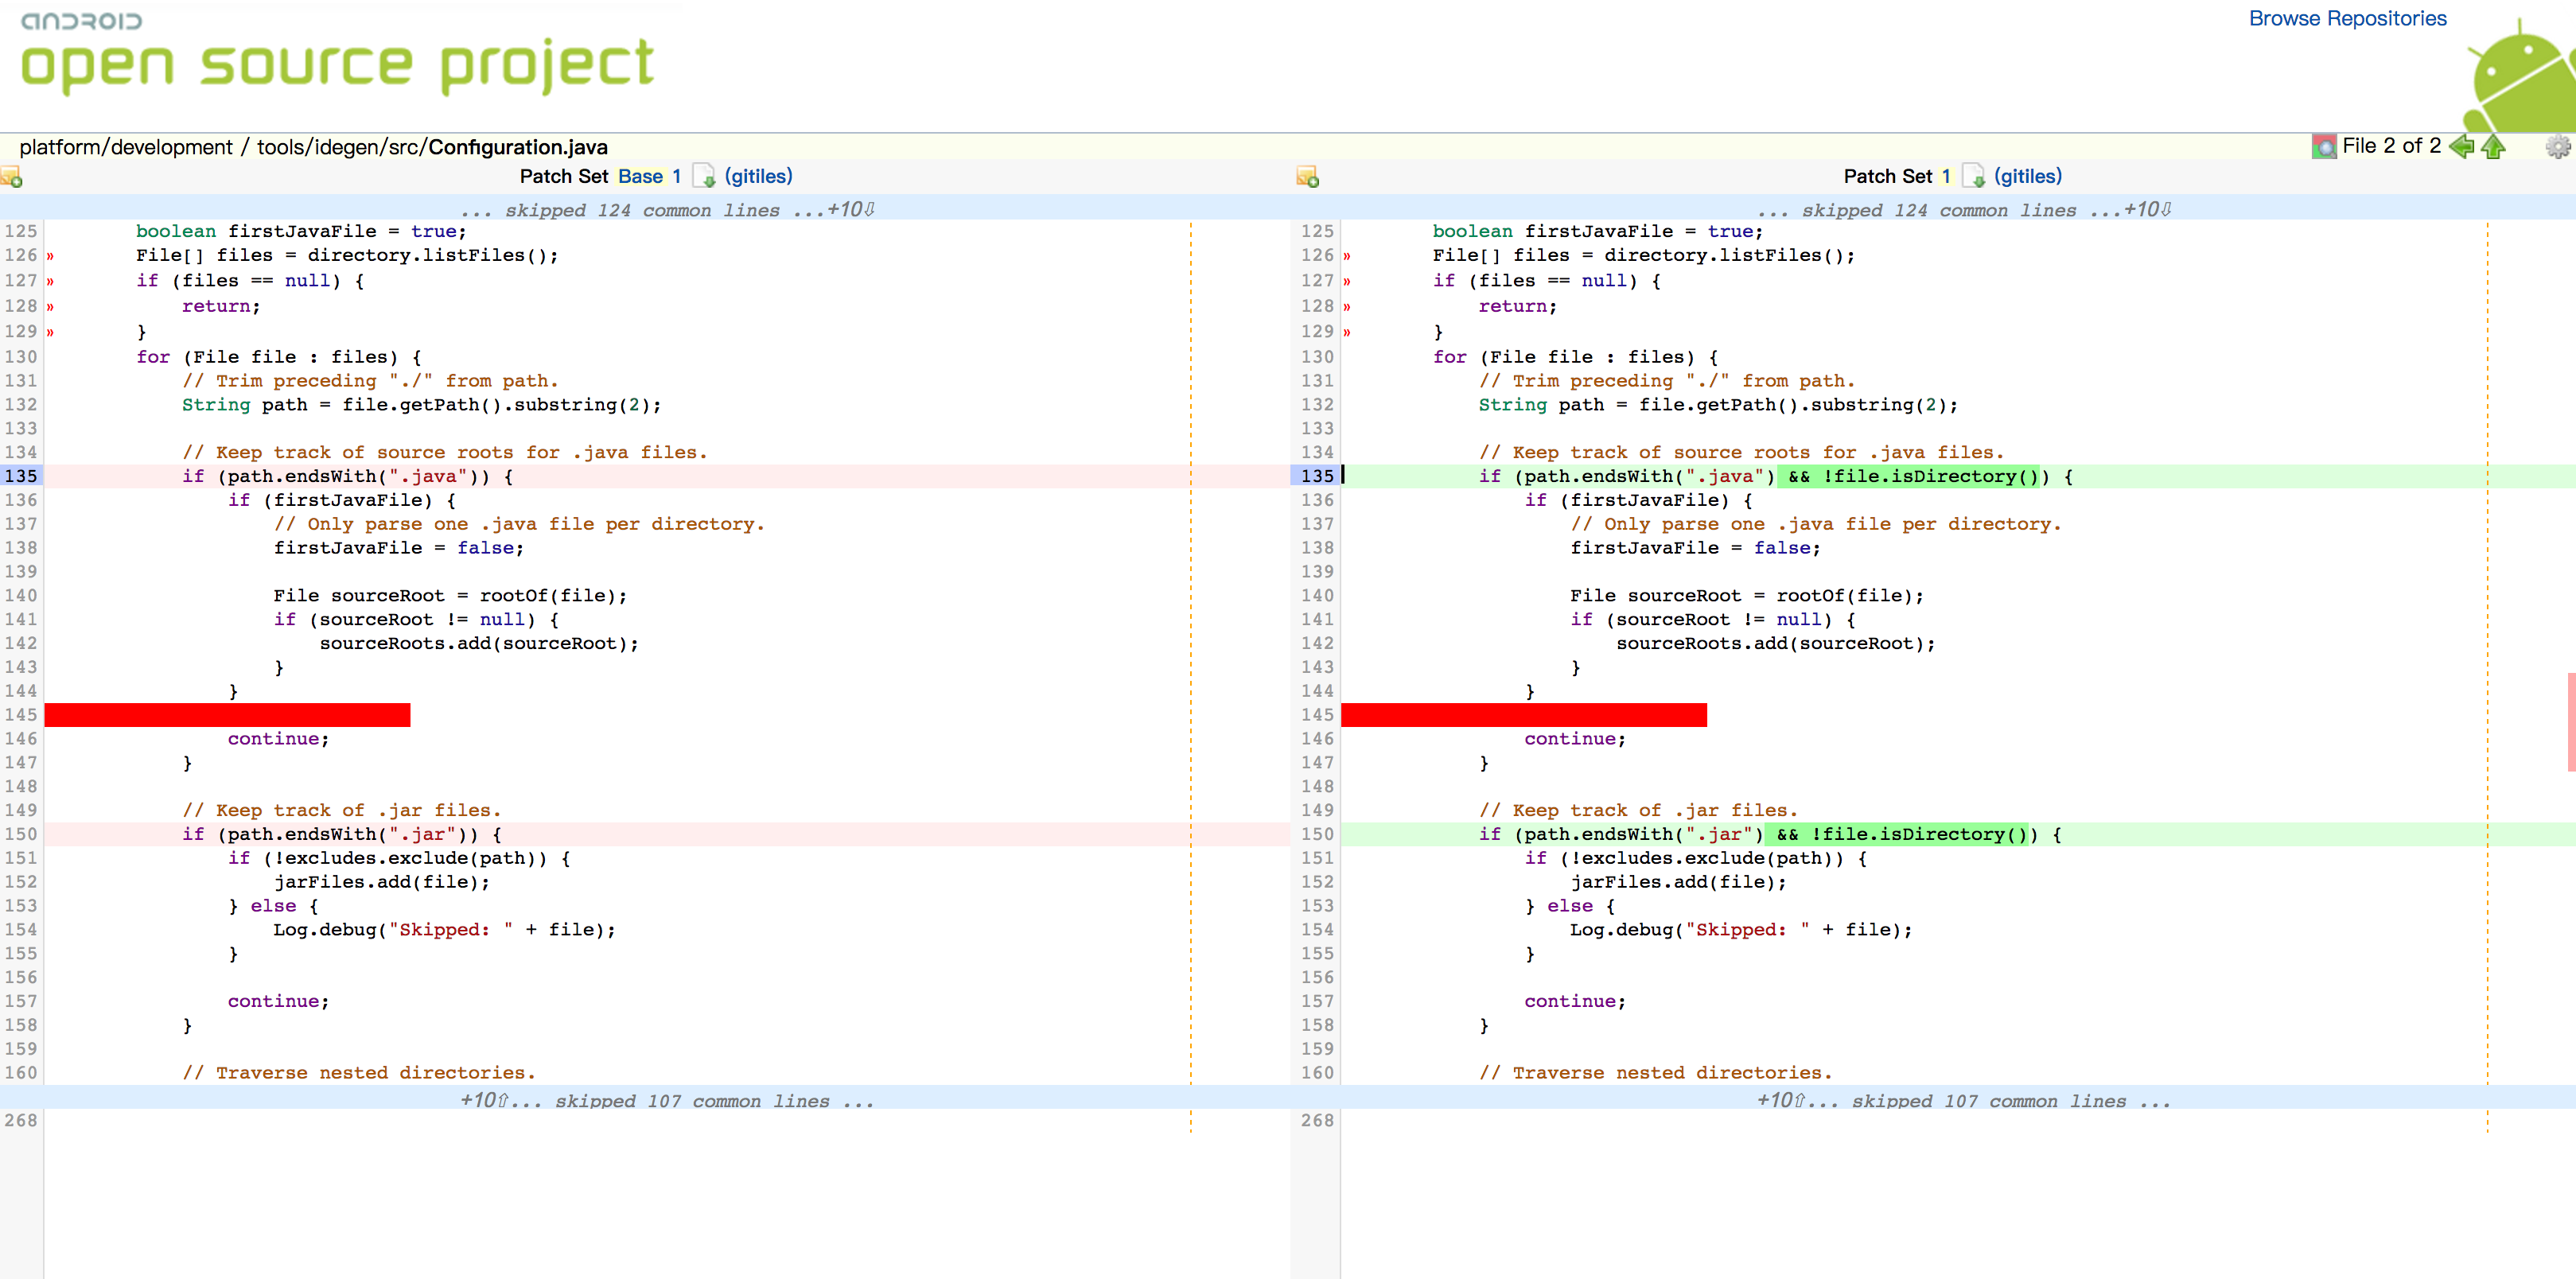 ANDROID
open source project
Browse Repositories
platform/development / tools/idegen/src/Configuration.java
File 2 of 2
Patch Set Base 1 (gitiles)
Patch Set 1 (gitiles)
... skipped 124 common lines ...+10⇩
125 boolean firstJavaFile = true;
126 » File[] files = directory.listFiles();
127 » if (files == null) {
128 » return;
129 » }
130 for (File file : files) {
131 // Trim preceding "./" from path.
132 String path = file.getPath().substring(2);
133
134 // Keep track of source roots for .java files.
135 if (path.endsWith(".java")) {
136 if (firstJavaFile) {
137 // Only parse one .java file per directory.
138 firstJavaFile = false;
139
140 File sourceRoot = rootOf(file);
141 if (sourceRoot != null) {
142 sourceRoots.add(sourceRoot);
143 }
144 }
145
146 continue;
147 }
148
149 // Keep track of .jar files.
150 if (path.endsWith(".jar")) {
151 if (!excludes.exclude(path)) {
152 jarFiles.add(file);
153 } else {
154 Log.debug("Skipped: " + file);
155 }
156
157 continue;
158 }
159
160 // Traverse nested directories.
+10⇧... skipped 107 common lines ...
268
... skipped 124 common lines ...+10⇩
125 boolean firstJavaFile = true;
126 » File[] files = directory.listFiles();
127 » if (files == null) {
128 » return;
129 » }
130 for (File file : files) {
131 // Trim preceding "./" from path.
132 String path = file.getPath().substring(2);
133
134 // Keep track of source roots for .java files.
135 if (path.endsWith(".java") && !file.isDirectory()) {
136 if (firstJavaFile) {
137 // Only parse one .java file per directory.
138 firstJavaFile = false;
139
140 File sourceRoot = rootOf(file);
141 if (sourceRoot != null) {
142 sourceRoots.add(sourceRoot);
143 }
144 }
145
146 continue;
147 }
148
149 // Keep track of .jar files.
150 if (path.endsWith(".jar") && !file.isDirectory()) {
151 if (!excludes.exclude(path)) {
152 jarFiles.add(file);
153 } else {
154 Log.debug("Skipped: " + file);
155 }
156
157 continue;
158 }
159
160 // Traverse nested directories.
+10⇧... skipped 107 common lines ...
268